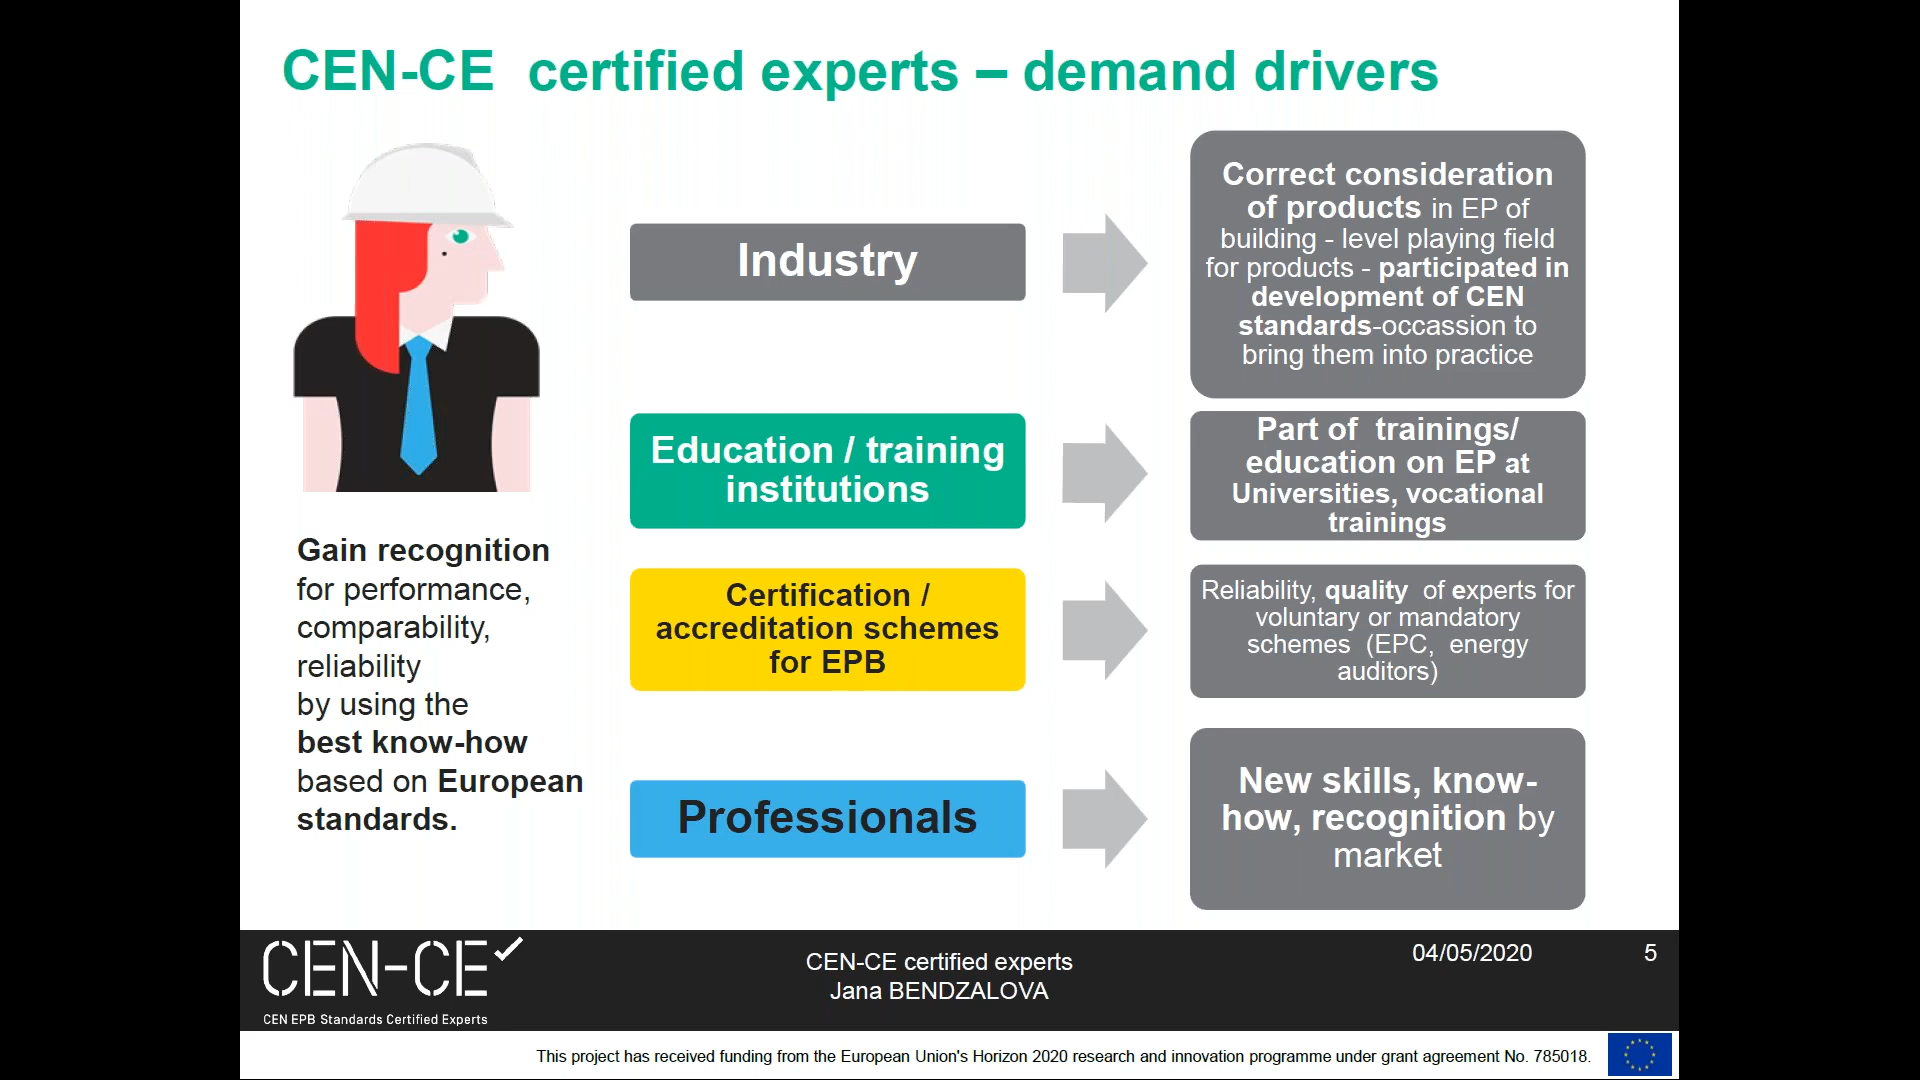 CEN-CE  certified experts – demand drivers
Gain recognition
for performance,
comparability,
reliability
by using the
best know-how
based on European
standards.
Industry
Correct consideration
of products in EP of
building - level playing field
for products - participated in
development of CEN
standards-occassion to
bring them into practice
Education / training
institutions
Part of  trainings/
education on EP at
Universities, vocational
trainings
Certification /
accreditation schemes
for EPB
Reliability, quality  of experts for
voluntary or mandatory
schemes  (EPC,  energy
auditors)
Professionals
New skills, know-
how, recognition by
market
CEN-CE
CEN EPB Standards Certified Experts
CEN-CE certified experts
Jana BENDZALOVA
04/05/2020
5
This project has received funding from the European Union's Horizon 2020 research and innovation programme under grant agreement No. 785018.